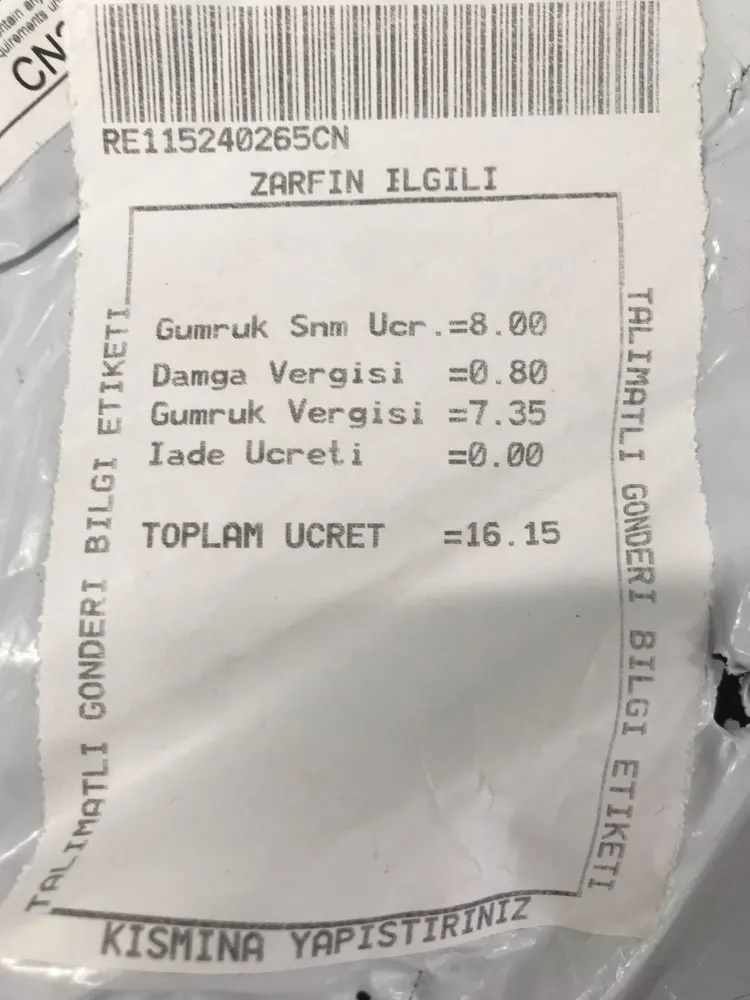 CN
RE115240265CN
ZARFIN ILGILI
Gumruk Snm Ucr.=8.00
Damga Vergisi =0.80
Gumruk Vergisi =7.35
Iade Ucreti =0.00
TOPLAM UCRET =16.15
TALIMATLI GONDERI BILGI ETIKETI
TALIMATLI GONDERI BILGI ETIKETI
KISMINA YAPISTIRINIZ